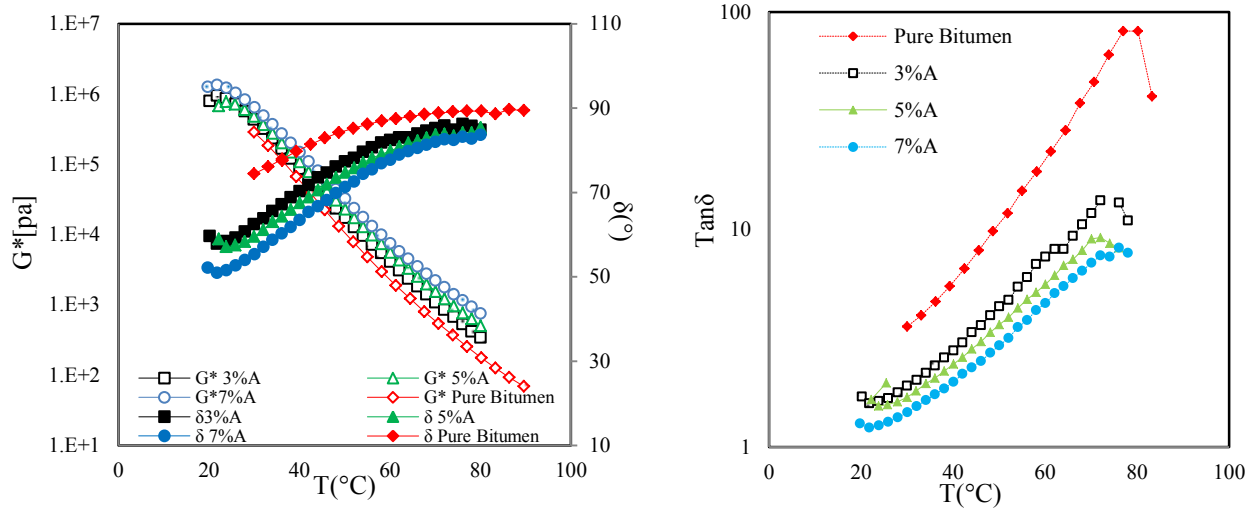 1.E+7
1.E+6
1.E+5
1.E+4
1.E+3
1.E+2
1.E+1
G*[pa]
110
90
70
50
30
10
δ(°)
G* 3%A
G* 5%A
G*7%A
G* Pure Bitumen
δ3%A
δ 5%A
δ 7%A
δ Pure Bitumen
0 20 40 60 80 100
T(°C)
100
10
1
Tanδ
Pure Bitumen
3%A
5%A
7%A
0 20 40 60 80 100
T(°C)